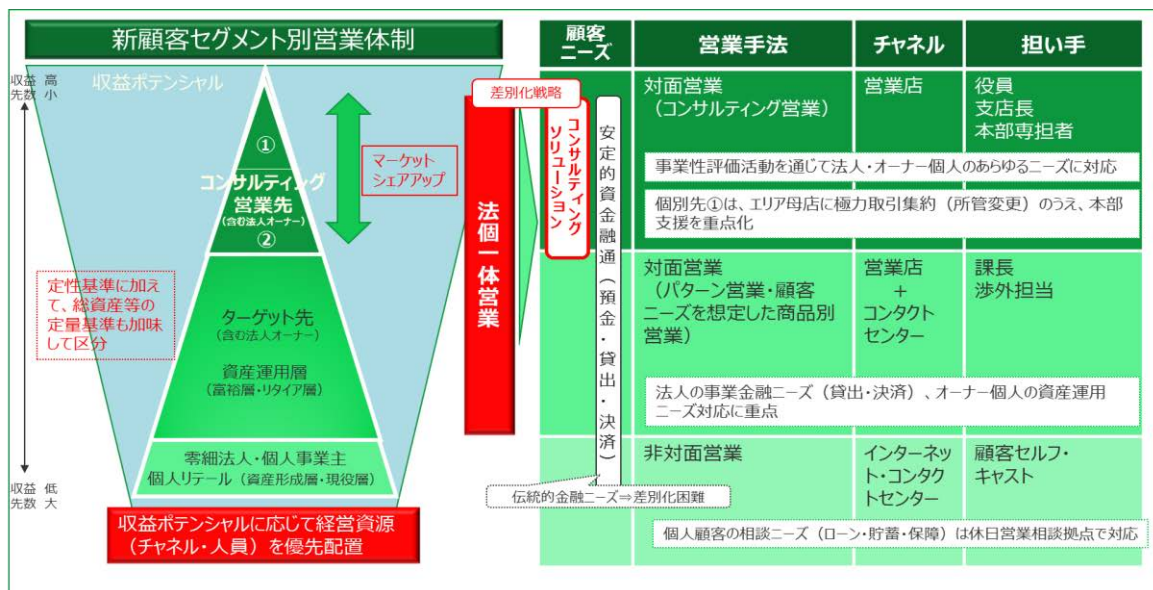 新顧客セグメント別営業体制
収益 高
先数 小
収益ポテンシャル
①
コンサルティング
営業先
(含む法人オーナー)
②
マーケット
シェアアップ
定性基準に加え
て、総資産等の
定量基準も加味
して区分
ターゲット先
(含む法人オーナー)
資産運用層
(富裕層・リタイア層)
零細法人・個人事業主
個人リテール(資産形成層・現役層)
収益 低
先数 大
収益ポテンシャルに応じて経営資源
(チャネル・人員)を優先配置
法個一体営業
差別化戦略
コンサルティング
ソリューション
安定的資金融通(預金・貸出・決済)
伝統的金融ニーズ⇒差別化困難
顧客
ニーズ
営業手法
チャネル
担い手
対面営業
(コンサルティング営業)
営業店
役員
支店長
本部専担者
事業性評価活動を通じて法人・オーナー個人のあらゆるニーズに対応
個別先①は、エリア母店に極力取引集約(所管変更)のうえ、本部
支援を重点化
対面営業
(パターン営業・顧客
ニーズを想定した商品別
営業)
営業店
+
コンタクト
センター
課長
渉外担当
法人の事業金融ニーズ(貸出・決済)、オーナー個人の資産運用
ニーズ対応に重点
非対面営業
インターネッ
ト・コンタク
トセンター
顧客セルフ・
キャスト
個人顧客の相談ニーズ(ローン・貯蓄・保障)は休日営業相談拠点で対応